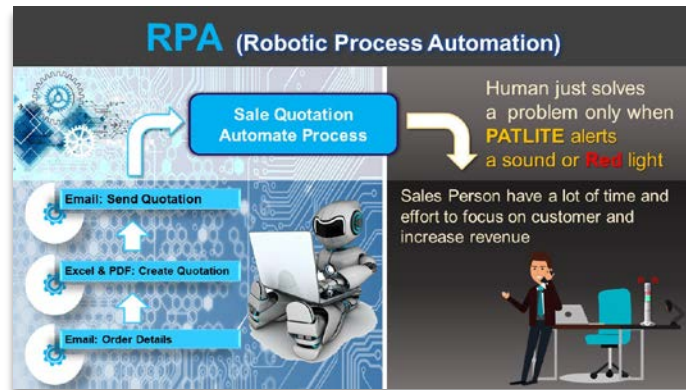 RPA (Robotic Process Automation)
Sale Quotation
Automate Process
Human just solves
a problem only when
PATLITE alerts
a sound or Red light
Email: Send Quotation
Excel & PDF: Create Quotation
Email: Order Details
Sales Person have a lot of time and
effort to focus on customer and
increase revenue